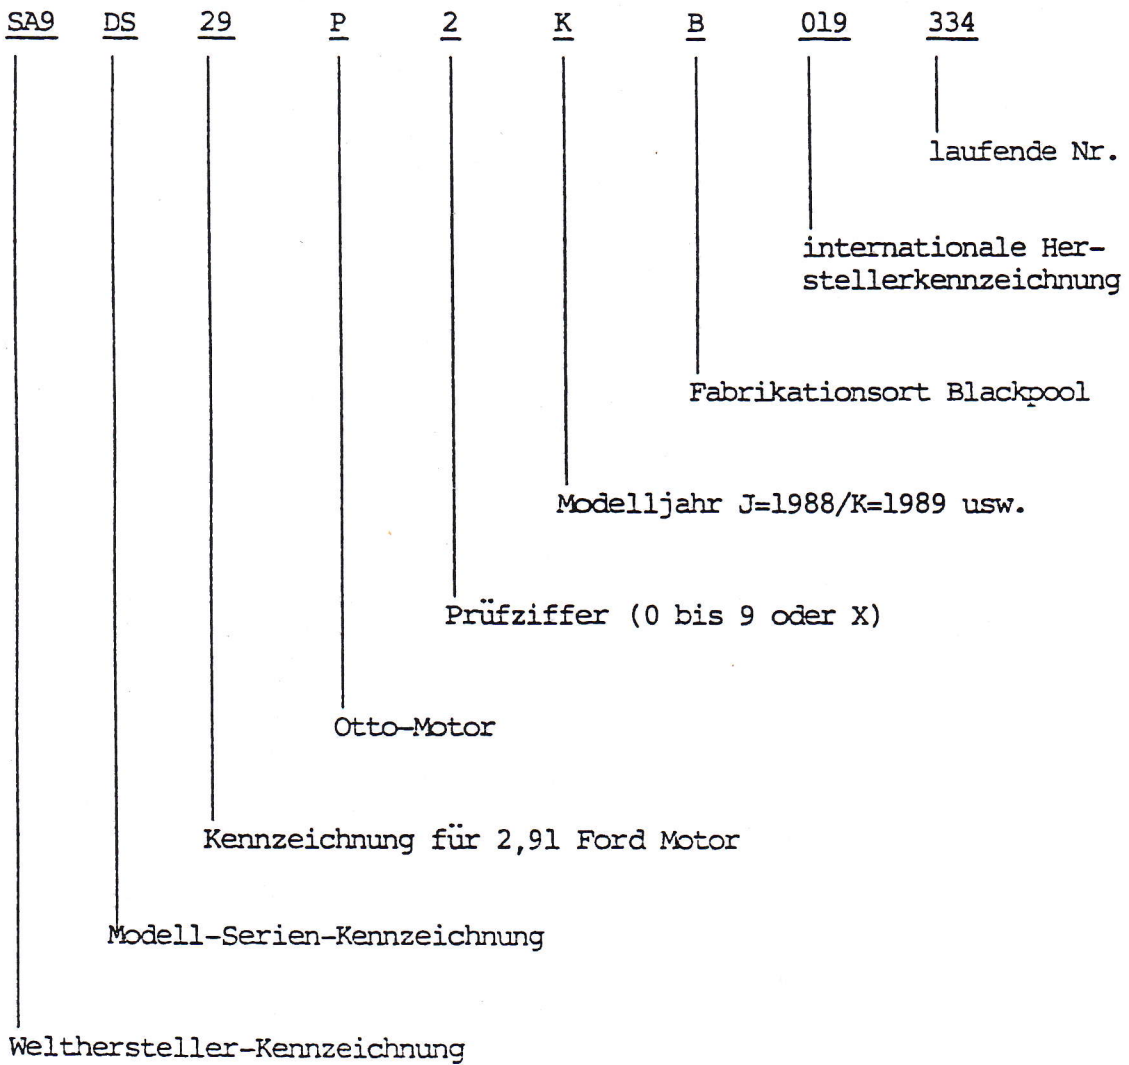 SA9 DS 29 P 2 K B 019 334
laufende Nr.
internationale Her-
stellerkennzeichnung
Fabrikationsort Blackpool
Modelljahr J=1988/K=1989 usw.
Prüfziffer (0 bis 9 oder X)
Otto-Motor
Kennzeichnung für 2,9l Ford Motor
Modell-Serien-Kennzeichnung
Welthersteller-Kennzeichnung